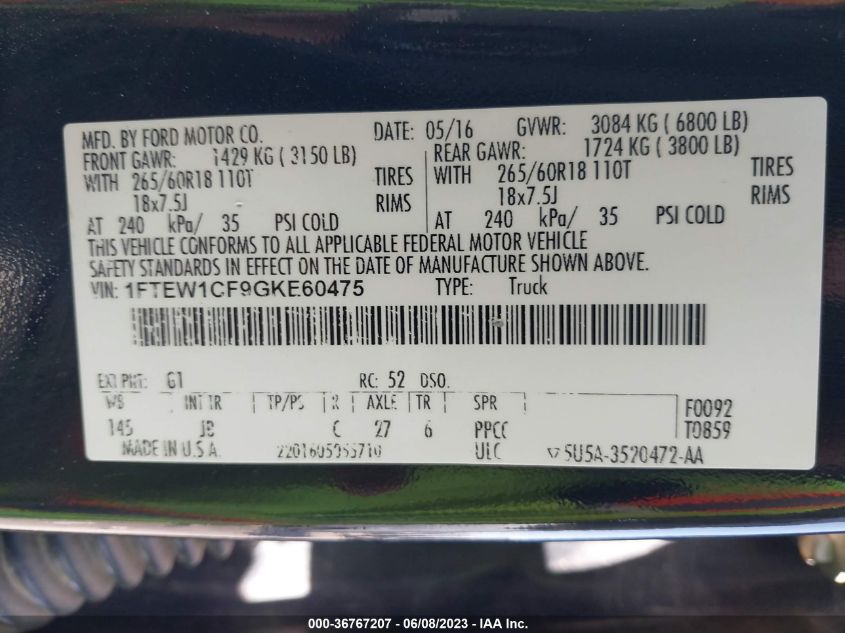 MFD. BY FORD MOTOR CO. DATE: 05/16 GVWR: 3084 KG ( 6800 LB)
FRONT GAWR: 1429 KG ( 3150 LB) REAR GAWR: 1724 KG ( 3800 LB)
WITH 265/60R18 110T TIRES WITH 265/60R18 110T TIRES
18x7.5J RIMS 18x7.5J RIMS
AT 240 kPa/ 35 PSI COLD AT 240 kPa/ 35 PSI COLD
THIS VEHICLE CONFORMS TO ALL APPLICABLE FEDERAL MOTOR VEHICLE
SAFETY STANDARDS IN EFFECT ON THE DATE OF MANUFACTURE SHOWN ABOVE.
VIN: 1FTEW1CF9GKE60475 TYPE: Truck
EXT PNT: G1 RC: 52 DSO:
WB INT TR TP/PS R AXLE TR SPR F0092
145 C 27 6 PPCC T0859
MADE IN U.S.A. ULC 5U5A-3520472-AA
000-36767207 - 06/08/2023 - IAA Inc.